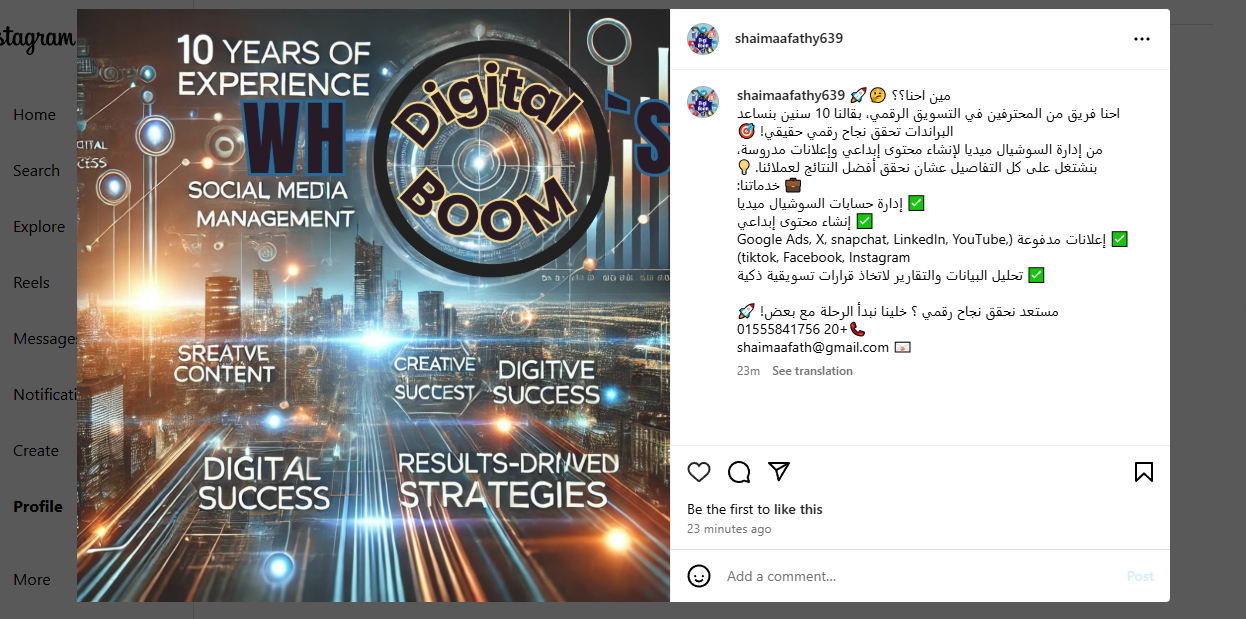 stagram
Home
Search
Explore
Reels
Message
Notificati
Create
Profile
More
10 YEARS OF
EXPERIENCE
WH
SOCIAL MEDIA
MANAGEMENT
Digital
BOOM
'S
ITAL
CESS
SREATVE
CONTENT
CREATIVE
SUCCEST
DIGITIVE
SUCCESS
DIGITAL
SUCCESS
RESULTS-DRIVVED
STRATEGIES
shaimaafathy639
shaimaafathy639 🚀🤔 مين احنا؟؟
احنا فريق من المحترفين في التسويق الرقمي، بقالنا 10 سنين بنساعد
البراندات تحقق نجاح رقمي حقيقي! 🎯
من إدارة السوشيال ميديا لإنشاء محتوى إبداعي وإعلانات مدروسة،
بنشتغل على كل التفاصيل عشان نحقق أفضل النتائج لعملائنا. 💡
💼 خدماتنا:
✅ إدارة حسابات السوشيال ميديا
✅ إنشاء محتوى إبداعي
✅ إعلانات مدفوعة (Google Ads, X, snapchat, LinkedIn, YouTube,
tiktok, Facebook, Instagram)
✅ تحليل البيانات والتقارير لاتخاذ قرارات تسويقية ذكية
مستعد نحقق نجاح رقمي ؟ خلينا نبدأ الرحلة مع بعض! 🚀
📞+20 01555841756
shaimaafath@gmail.com 💌
23m See translation
Be the first to like this
23 minutes ago
Add a comment...
Post